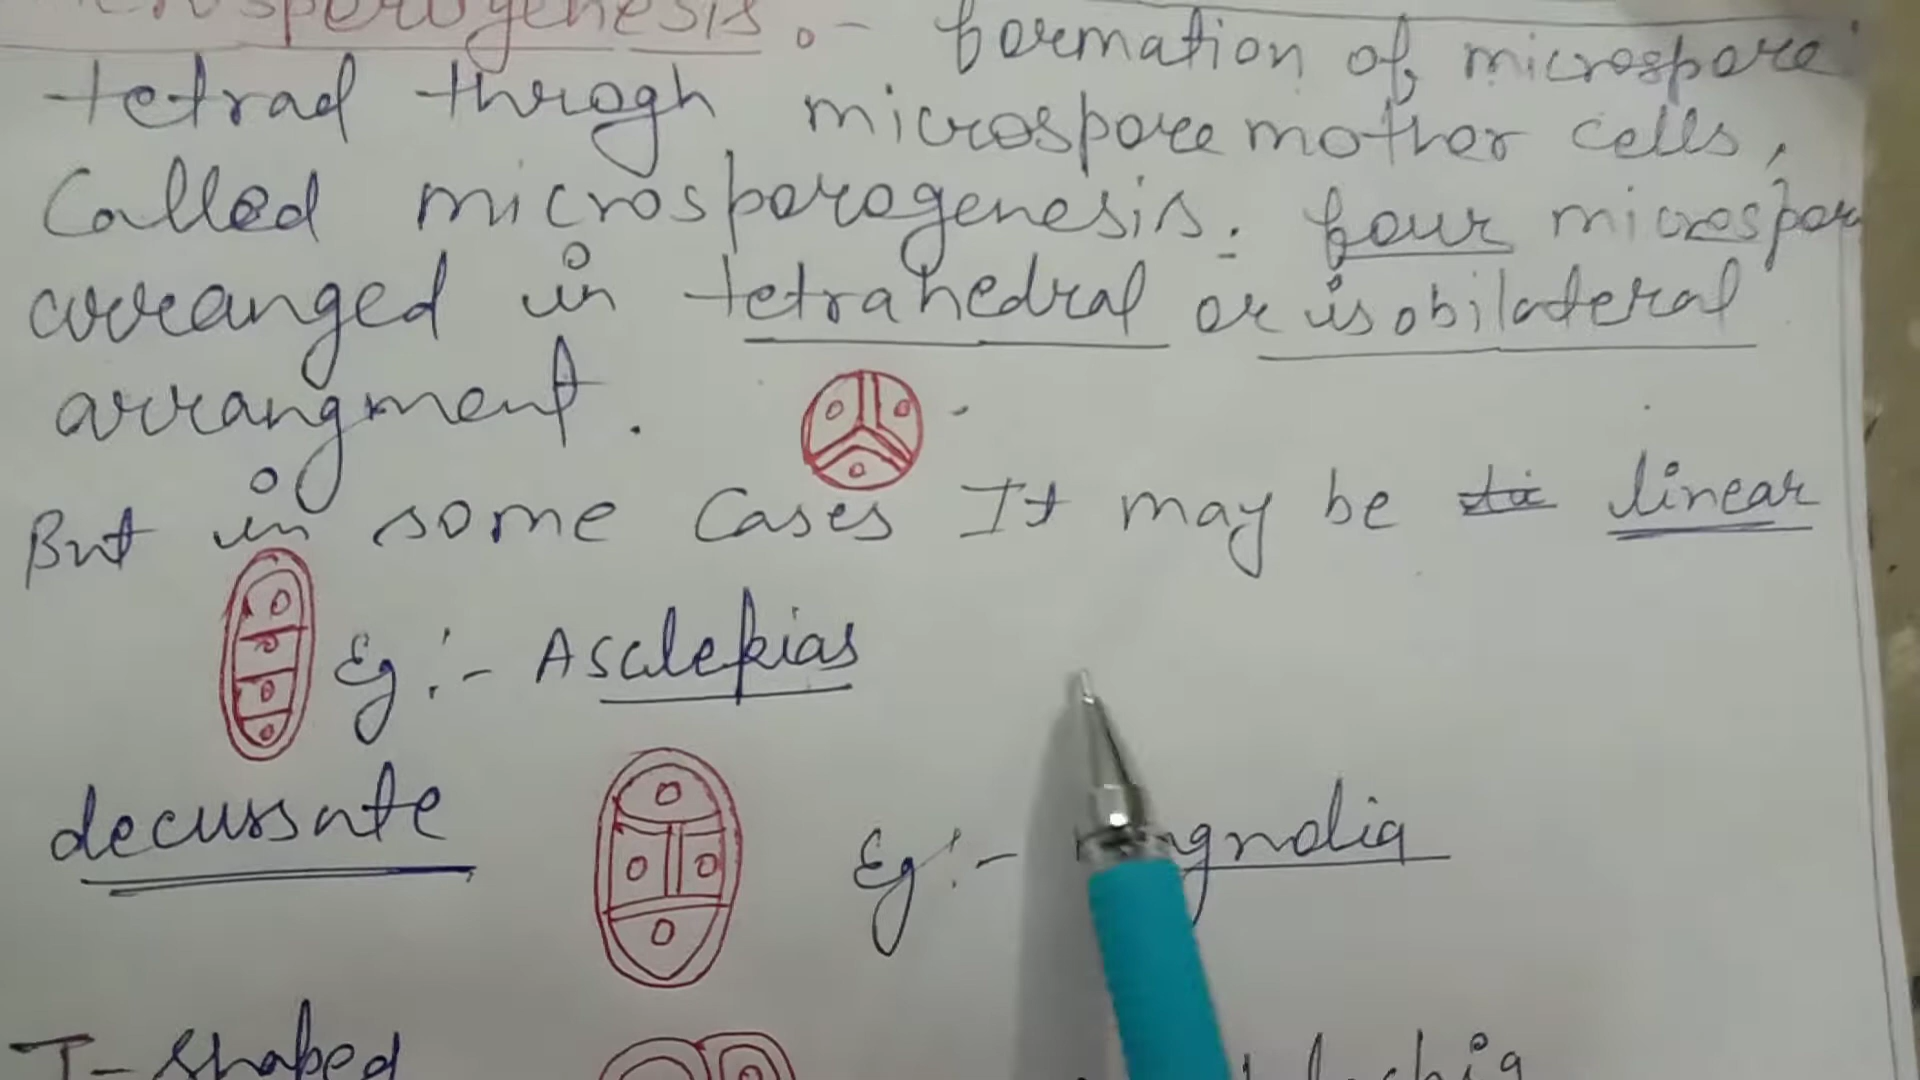 microsporogenesis. - formation of microspore
tetrad throgh microspore mother cells,
Called microsporogenesis. four microspor
arranged in tetrahedral or isobilateral
arrangment.
But in some Cases It may be linear
Eg:- Asclepias
decussate Eg:- gnolia
T-shaped